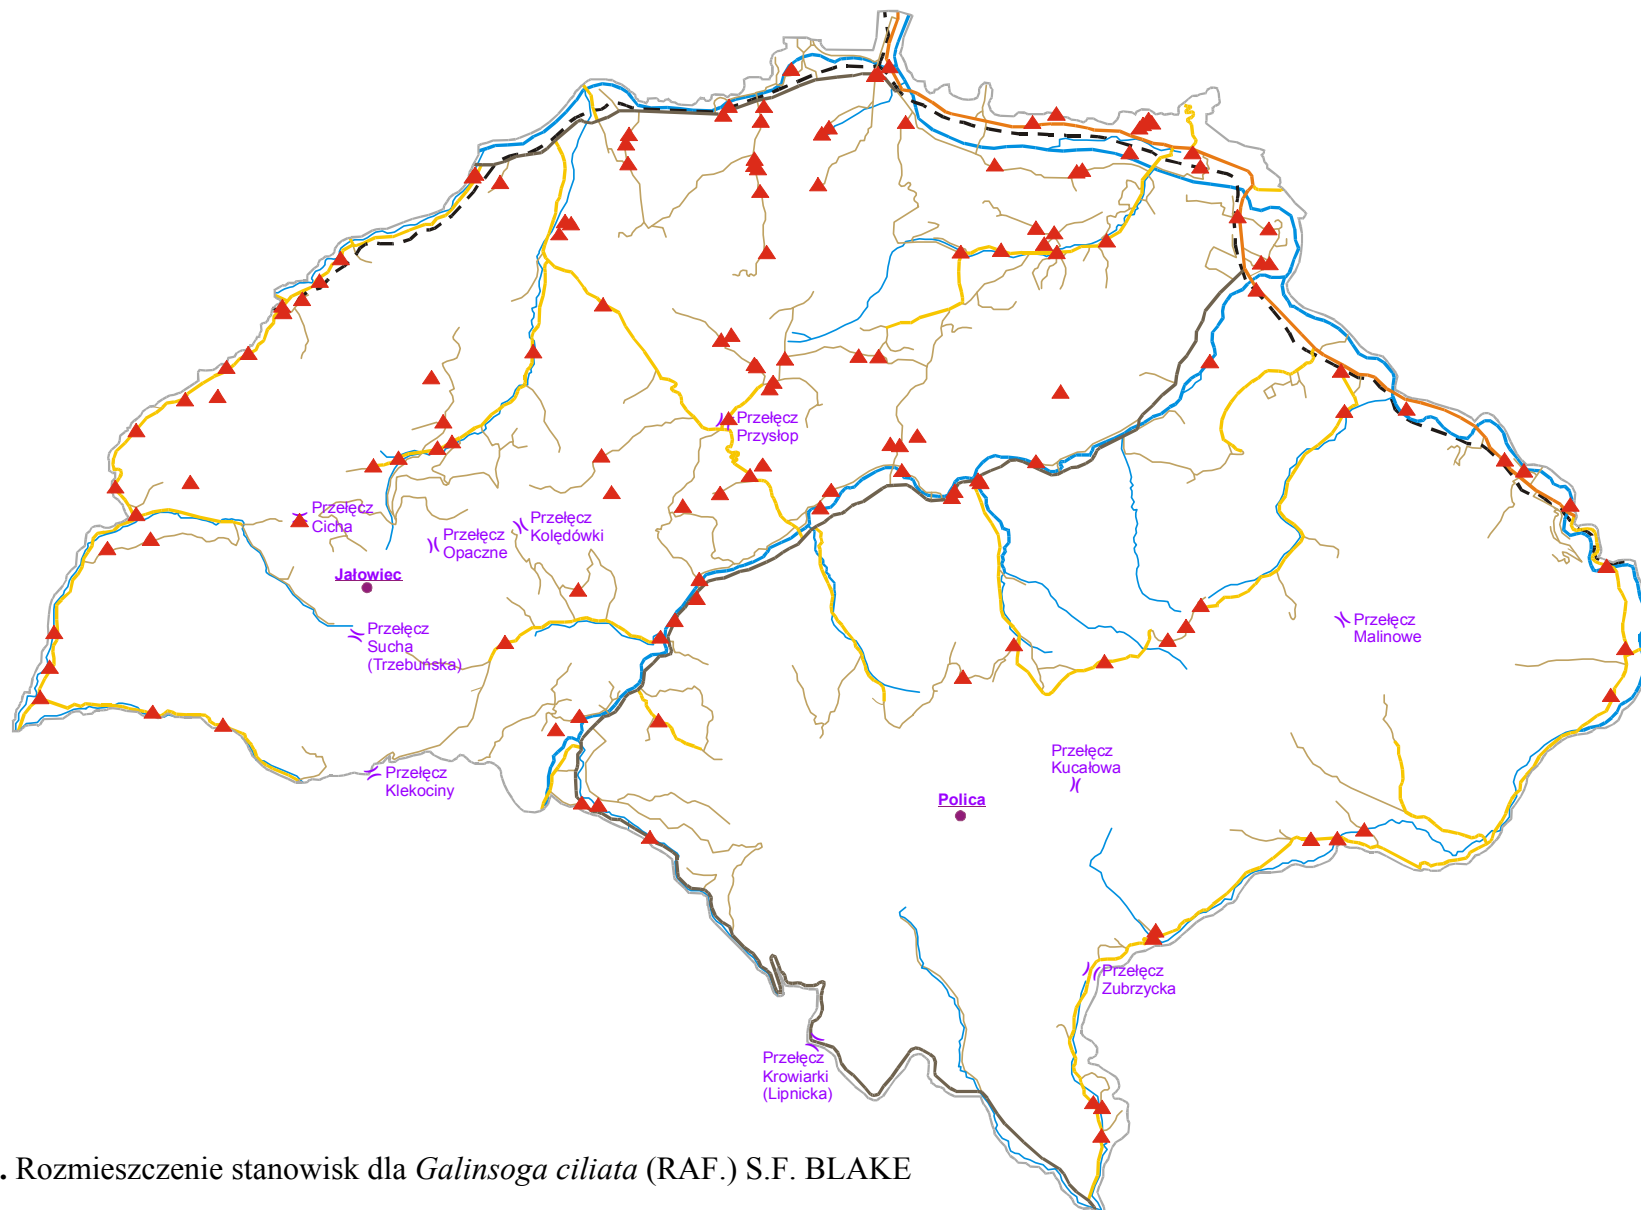 Przełęcz
Przysłop
Przełęcz
Cicha
Przełęcz
Kolędówki
Przełęcz
Opaczne
Jałowiec
Przełęcz
Sucha
(Trzebuńska)
Przełęcz
Malinowe
Przełęcz
Klekociny
Przełęcz
Kucałowa
Polica
Przełęcz
Zubrzycka
Przełęcz
Krowiarki
(Lipnicka)
. Rozmieszczenie stanowisk dla Galinsoga ciliata (RAF.) S.F. BLAKE